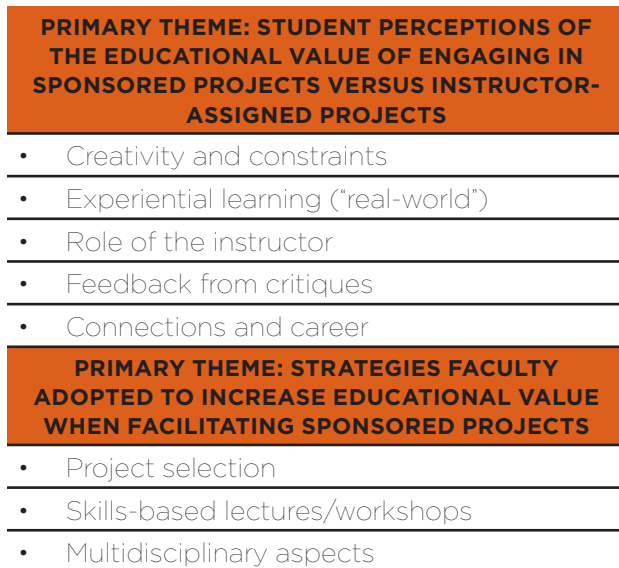 PRIMARY THEME: STUDENT PERCEPTIONS OF
THE EDUCATIONAL VALUE OF ENGAGING IN
SPONSORED PROJECTS VERSUS INSTRUCTOR-
ASSIGNED PROJECTS
• Creativity and constraints
• Experiential learning (“real-world”)
• Role of the instructor
• Feedback from critiques
• Connections and career
PRIMARY THEME: STRATEGIES FACULTY
ADOPTED TO INCREASE EDUCATIONAL VALUE
WHEN FACILITATING SPONSORED PROJECTS
• Project selection
• Skills-based lectures/workshops
• Multidisciplinary aspects